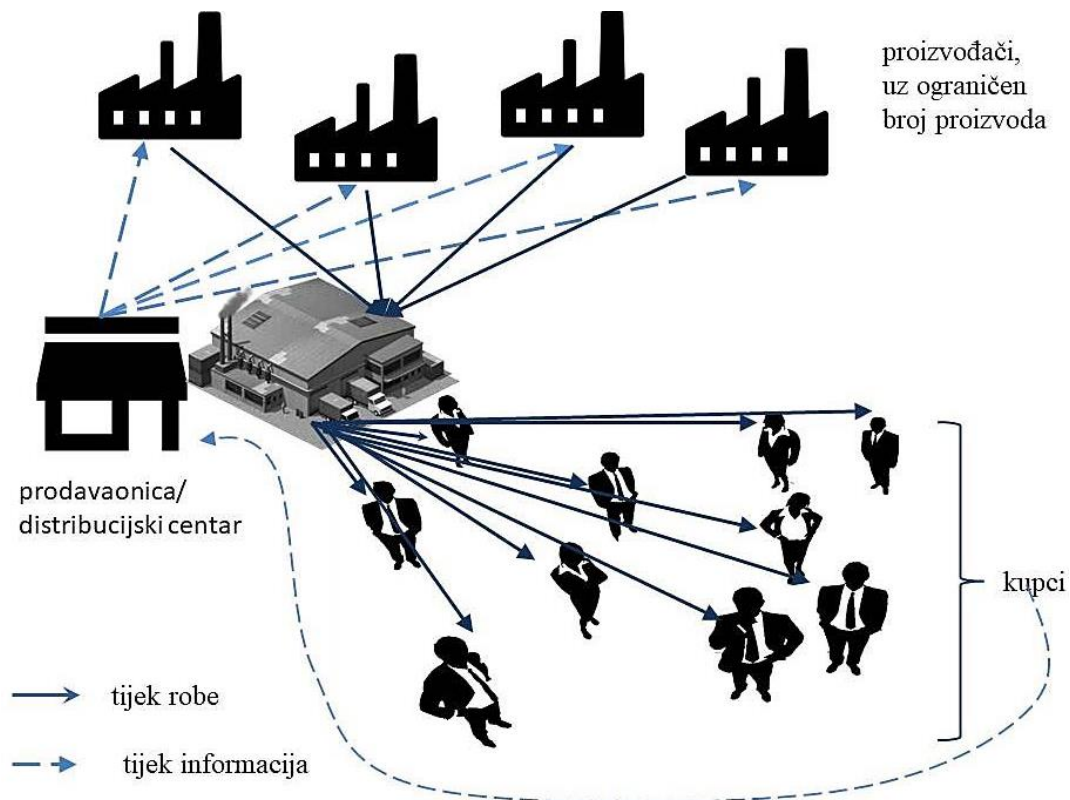 proizvođači,
uz ograničen
broj proizvoda
prodavaonica/
distribucijski centar
kupci
tijek robe
tijek informacija